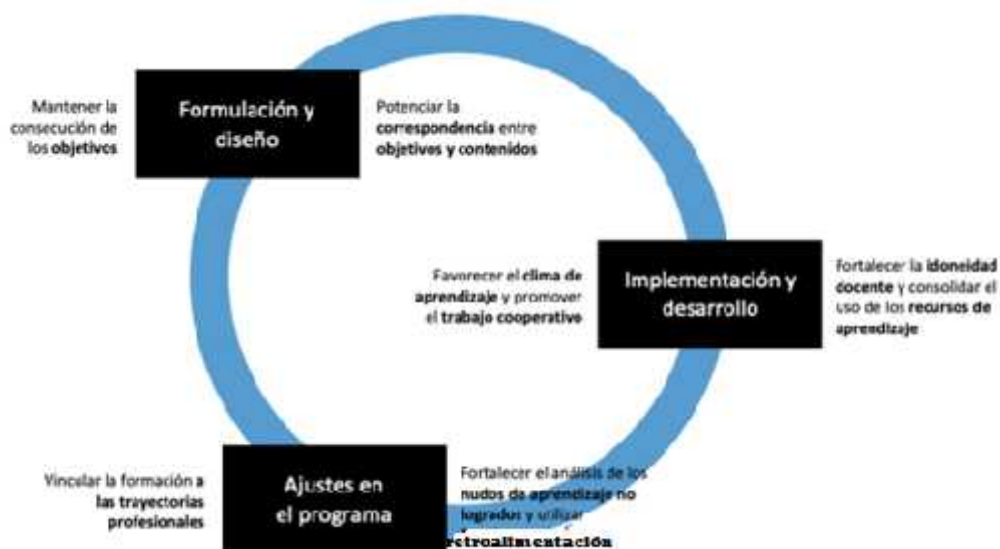 Mantener la
consecución de
los objetivos
Formulación y
diseño
Potenciar la
correspondencia entre
objetivos y contenidos
Favorecer el clima de
aprendizaje y promover
el trabajo cooperativo
Implementación y
desarrollo
Fortalecer la idoneidad
docente y consolidar el
uso de los recursos de
aprendizaje
Vincular la formación a
las trayectorias
profesionales
Ajustes en
el programa
Fortalecer el análisis de los
nudos de aprendizaje no
logrados y utilizar
retroalimentación